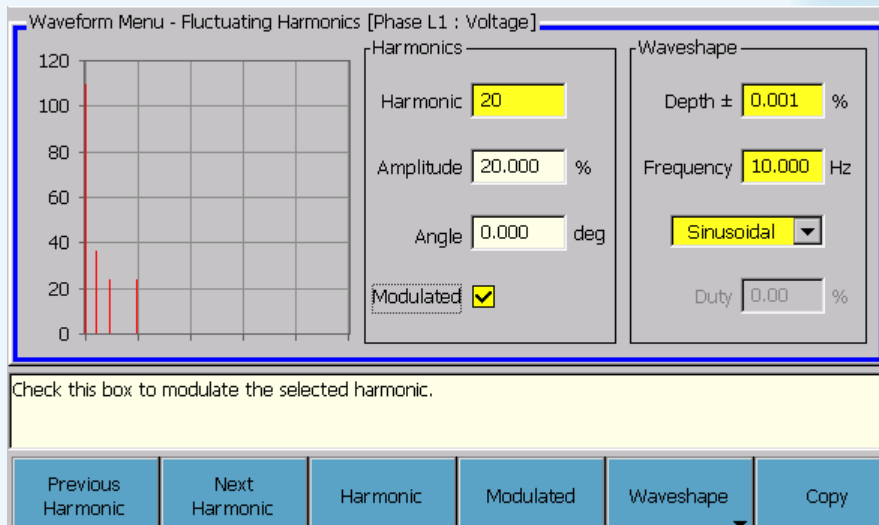 Waveform Menu - Fluctuating Harmonics [Phase L1 : Voltage]
120
100
80
60
40
20
0
Harmonics
Harmonic 20
Amplitude 20.000 %
Angle 0.000 deg
Modulated
Waveshape
Depth ± 0.001 %
Frequency 10.000 Hz
Sinusoidal
Duty 0.00 %
Check this box to modulate the selected harmonic.
Previous
Harmonic
Next
Harmonic
Harmonic
Modulated
Waveshape
Copy